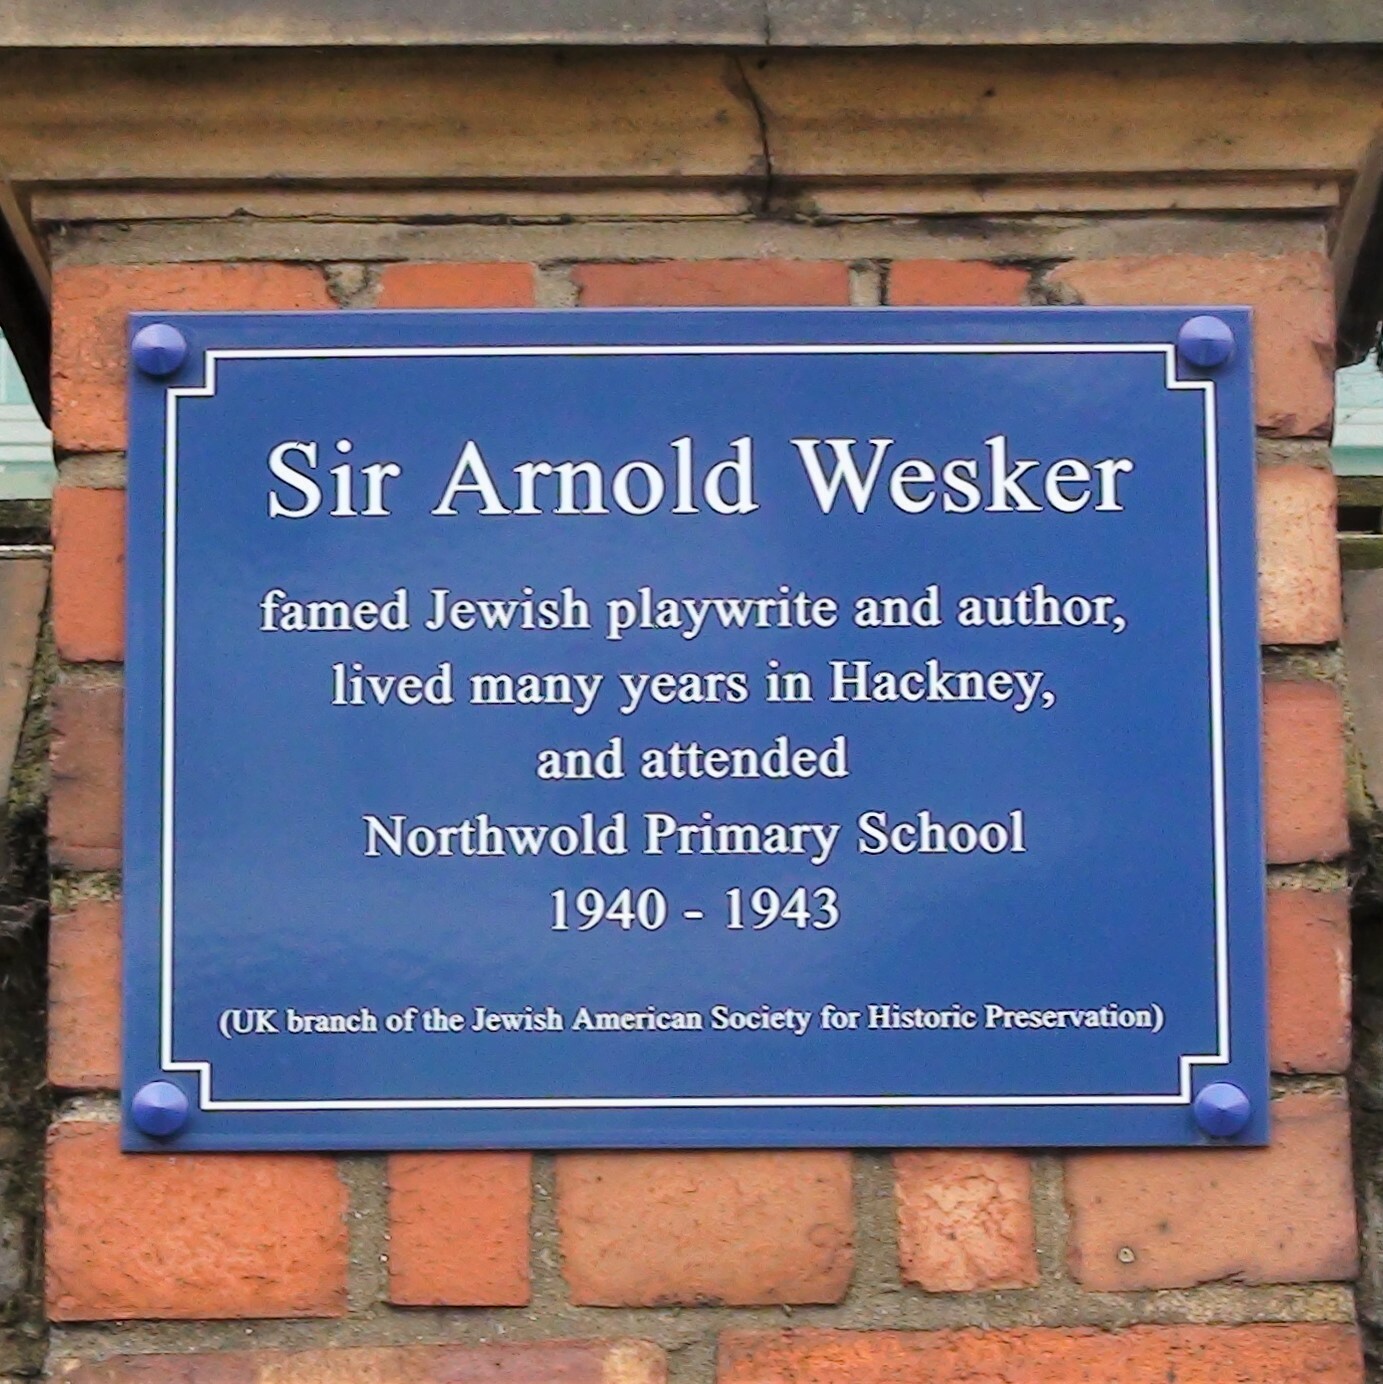 Sir Arnold Wesker
famed Jewish playwrite and author,
lived many years in Hackney,
and attended
Northwold Primary School
1940 - 1943
(UK branch of the Jewish American Society for Historic Preservation)